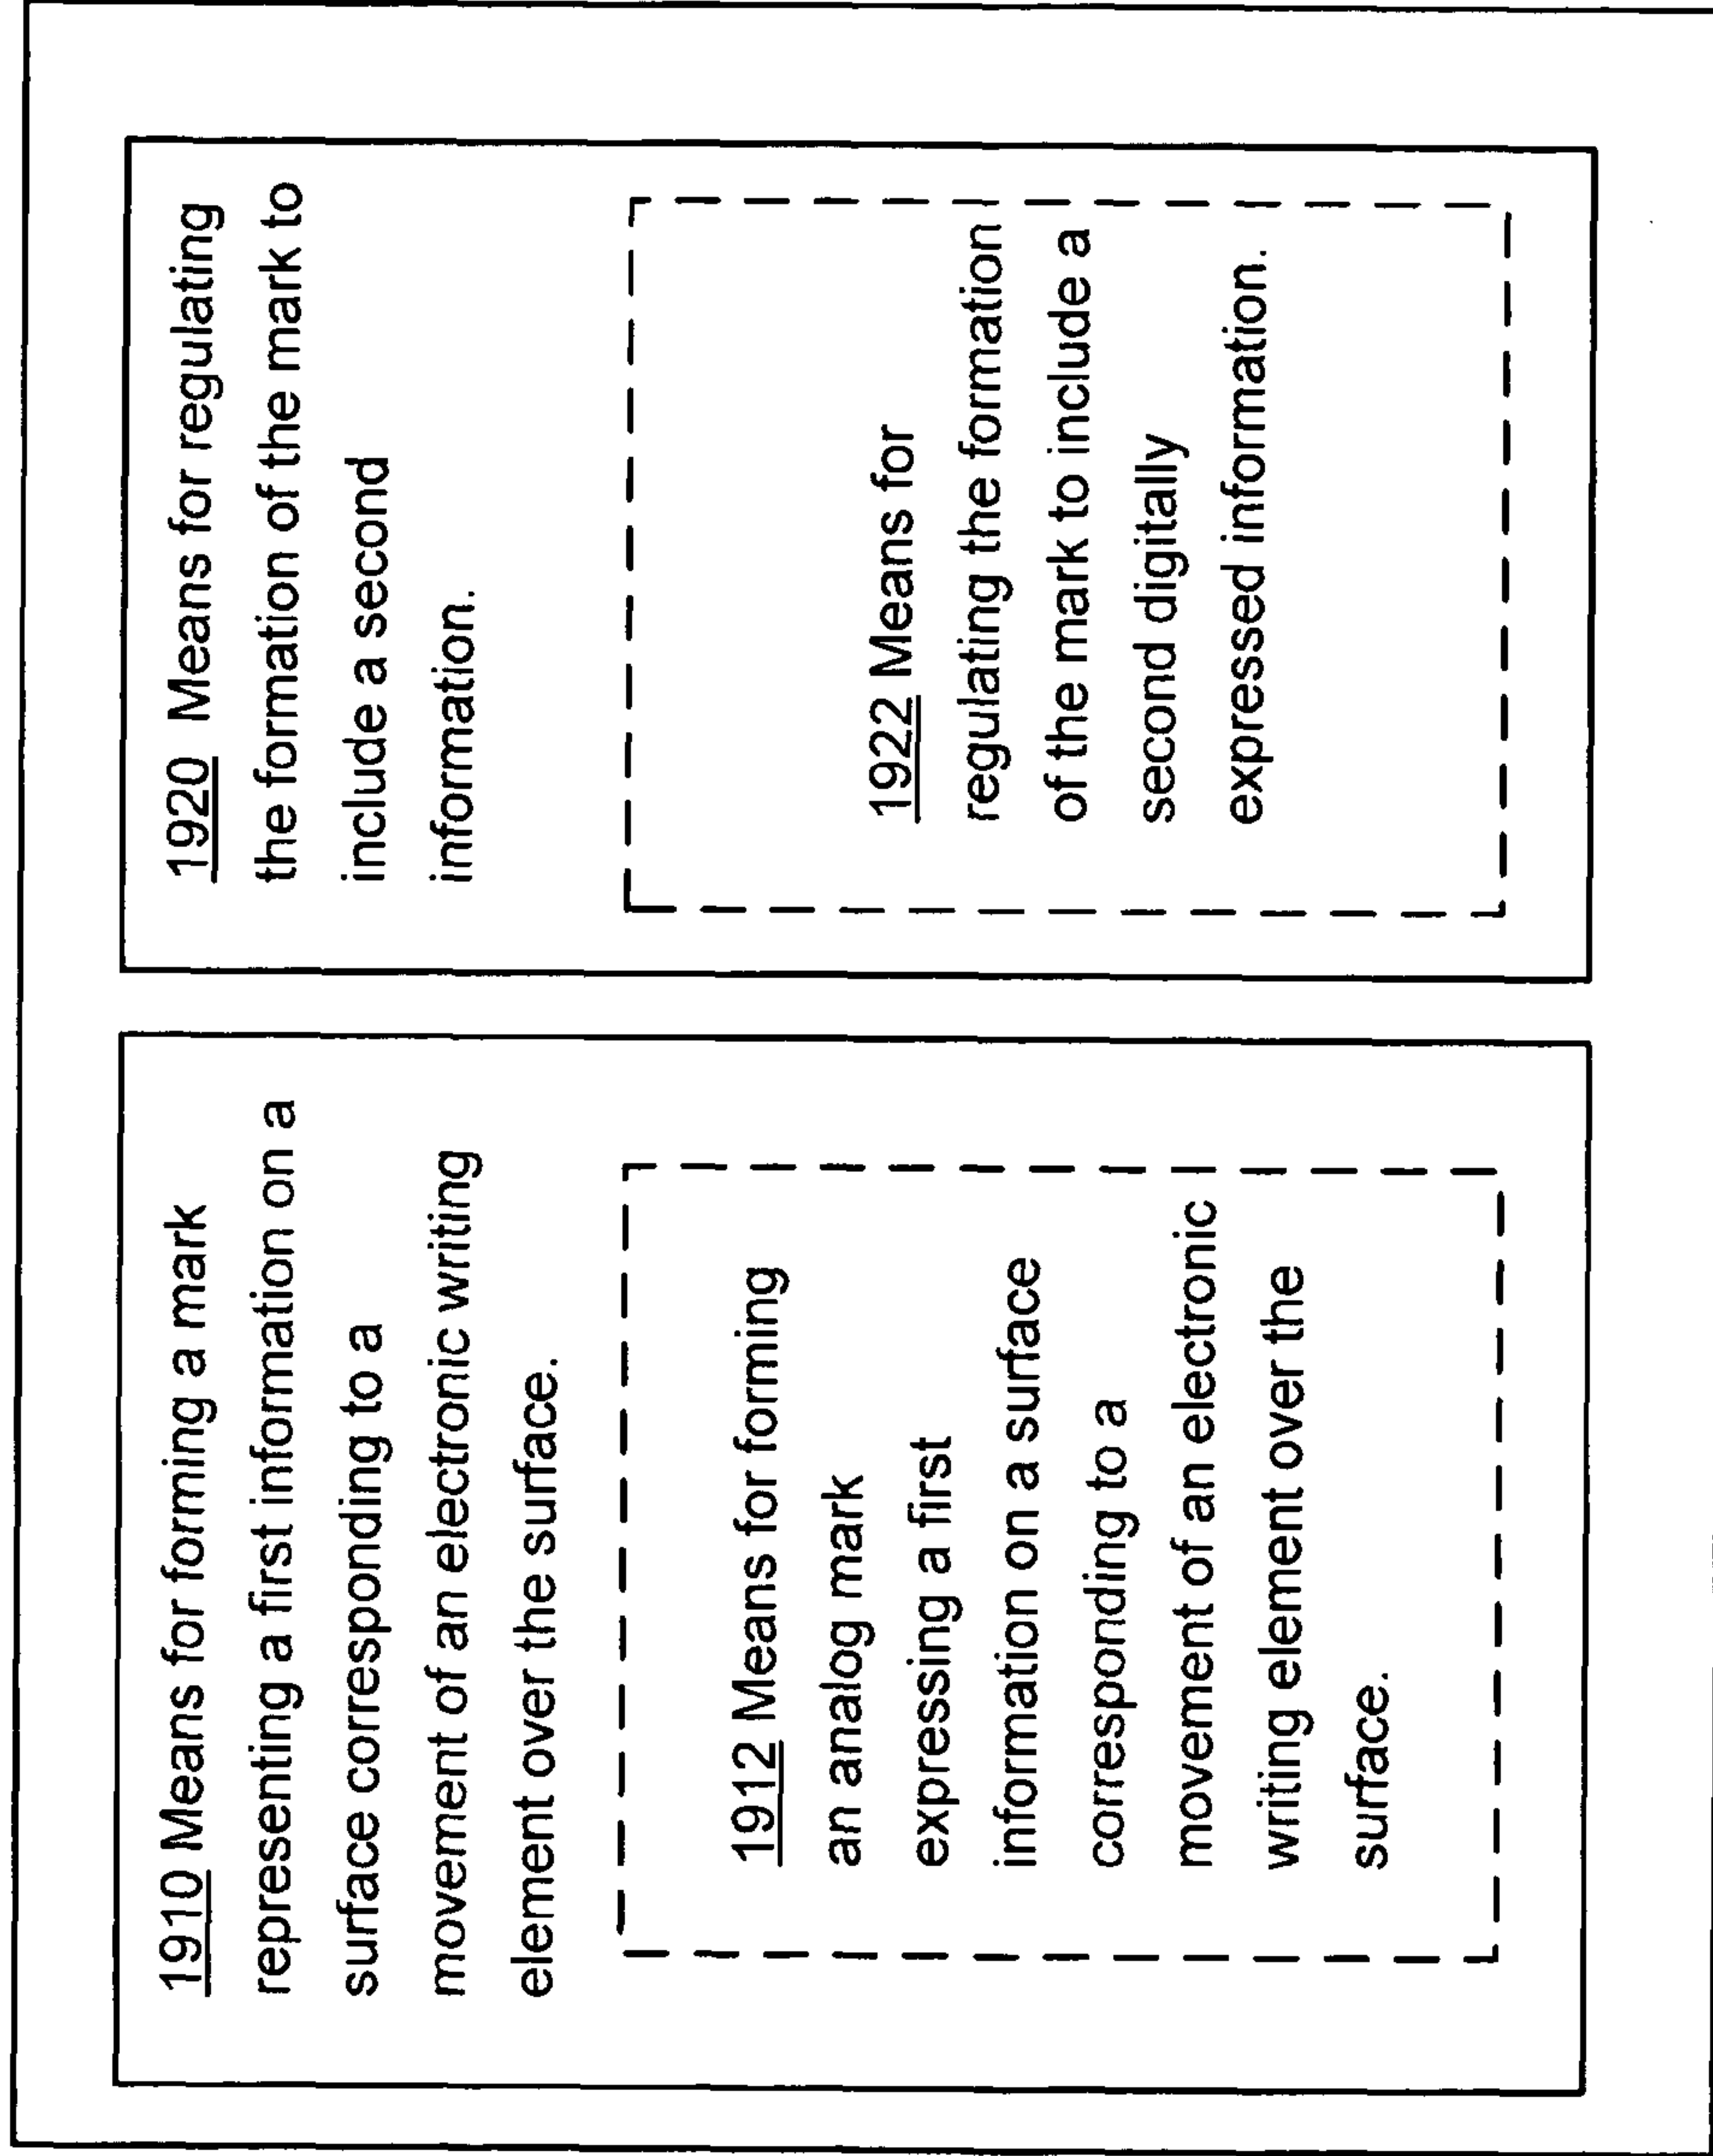 1910 Means for forming a mark
representing a first information on a
surface corresponding to a
movement of an electronic writing
element over the surface.
1912 Means for forming
an analog mark
expressing a first
information on a surface
corresponding to a
movement of an electronic
writing element over the
surface.
1920 Means for regulating
the formation of the mark to
include a second
information.
1922 Means for
regulating the formation
of the mark to include a
second digitally
expressed information.